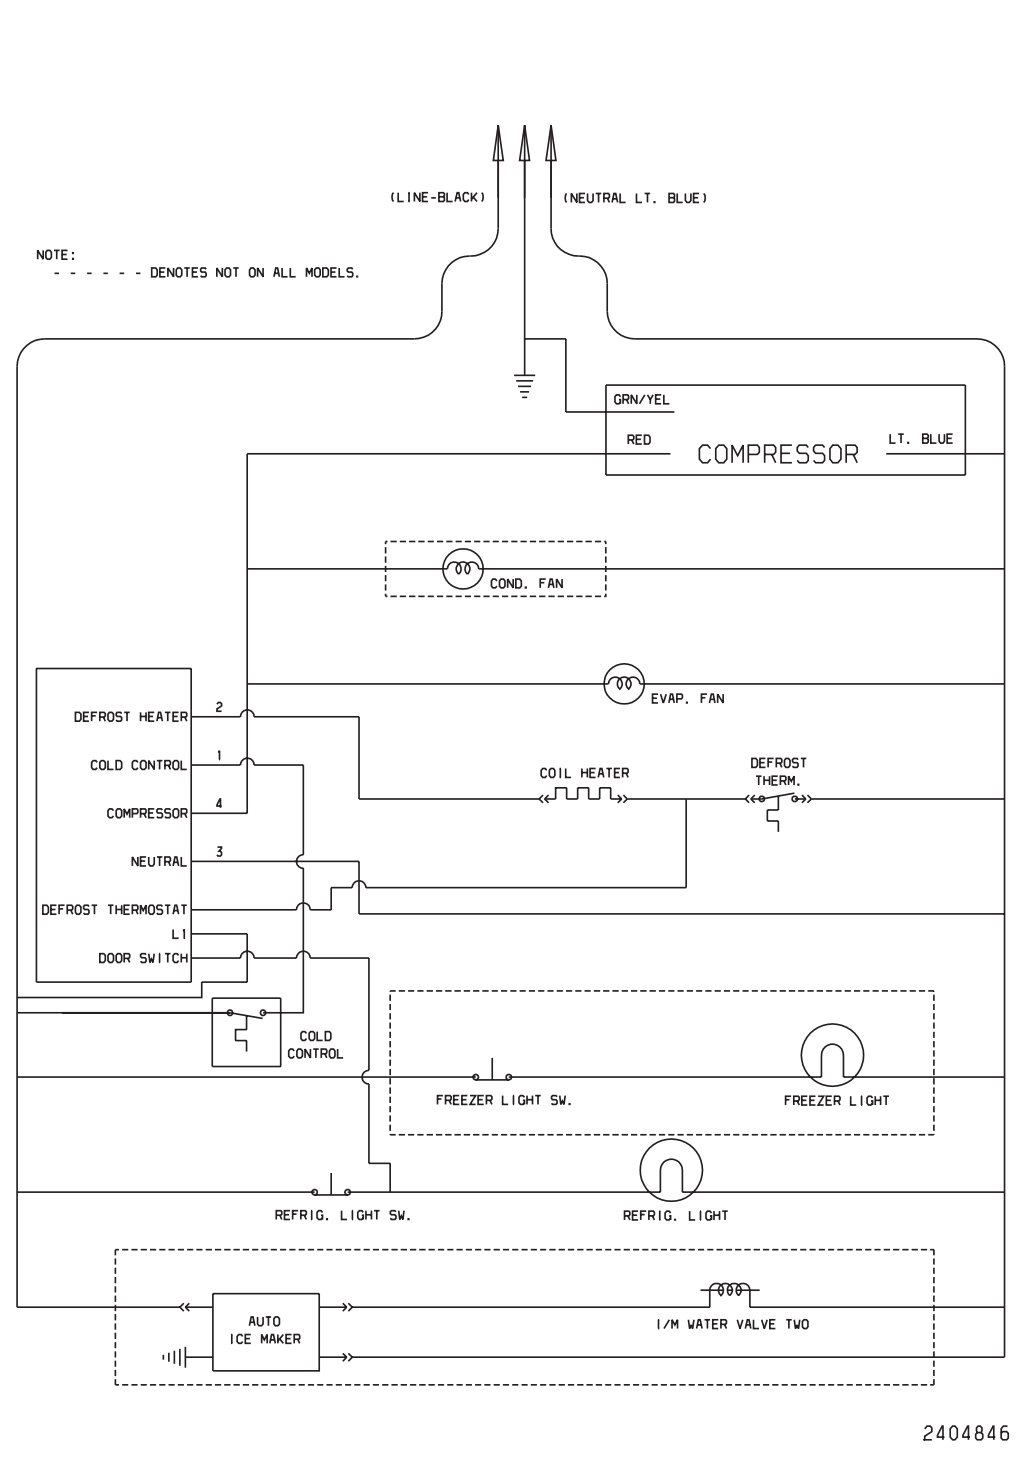 (LINE-BLACK) (NEUTRAL LT. BLUE)
NOTE:
- - - - - - DENOTES NOT ON ALL MODELS.
GRN/YEL
RED
COMPRESSOR
LT. BLUE
COND. FAN
EVAP. FAN
DEFROST HEATER 2
COLD CONTROL 1
COMPRESSOR 4
NEUTRAL 3
DEFROST THERMOSTAT
L1
DOOR SWITCH
COIL HEATER
DEFROST
THERM.
COLD
CONTROL
FREEZER LIGHT SW.
FREEZER LIGHT
REFRIG. LIGHT SW.
REFRIG. LIGHT
AUTO
ICE MAKER
I/M WATER VALVE TWO
2404846